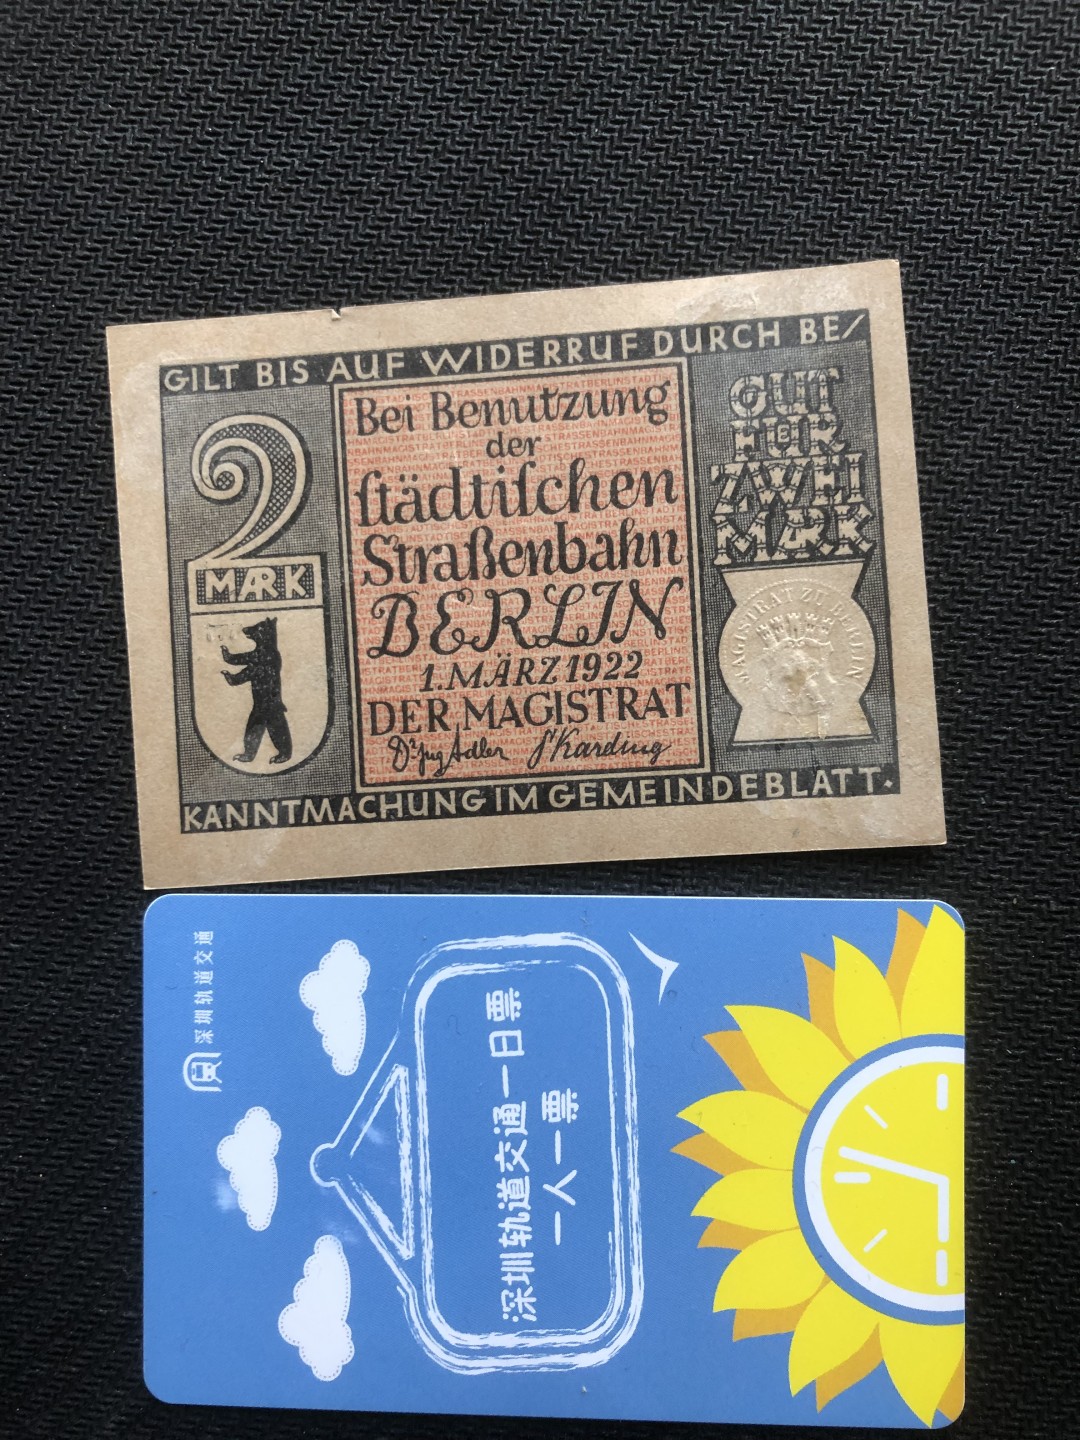 GILT BIS AUF WIDERRUF DURCH BE/
2
MARK
Bei Benutzung
der
städtischen
Straßenbahn
BERLIN
1. MÄRZ 1922
DER MAGISTRAT
Adler
Karding
GUT
FÜR
ZWEI
MARK
MAGISTRAT ZU BERLIN
KANNTMACHUNG IM GEMEINDEBLATT.
深圳轨道交通
深圳轨道交通一日票
一人一票